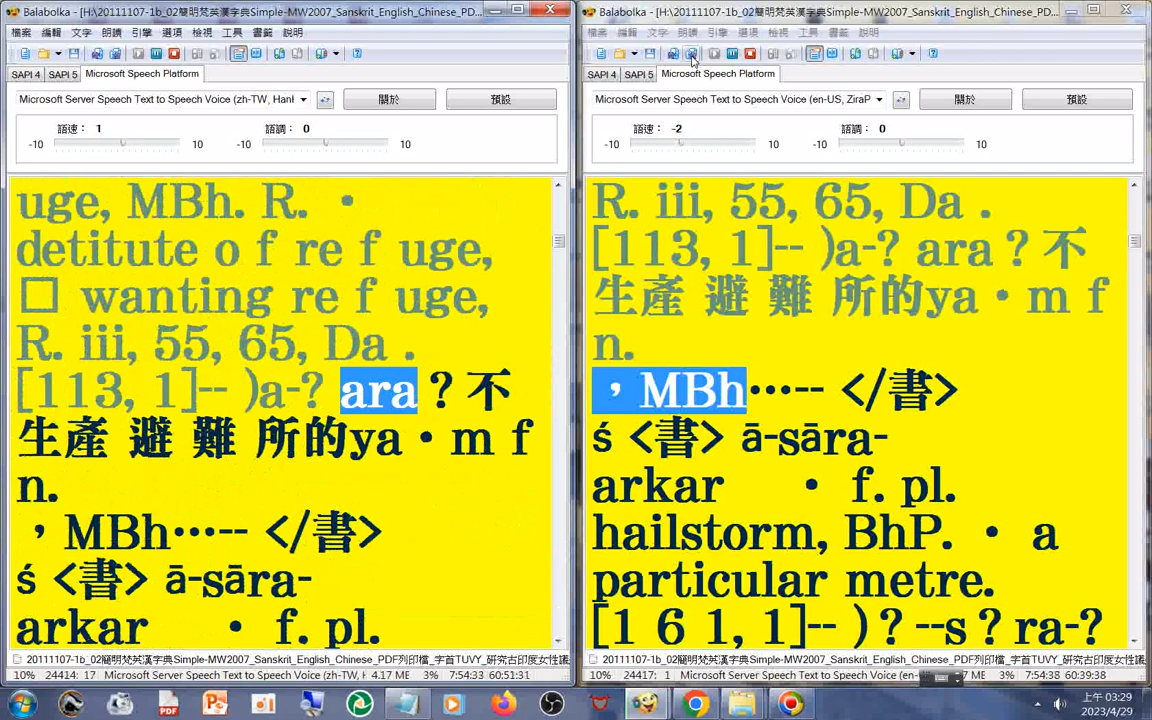 Balabolka - [H:\20111107-1b_02簡明梵英漢字典Simple-MW2007_Sanskrit_English_Chinese_PD...
檔案 編輯 文字 朗讀 引擎 選項 檢視 工具 書籤 說明
SAPI 4 SAPI 5 Microsoft Speech Platform
Microsoft Server Speech Text to Speech Voice (zh-TW, Hanl
關於 預設
語速: 1 語調: 0
-10 10 -10 10
uge, MBh. R. •
detitute o f re f uge,
□ wanting re f uge,
R. iii, 55, 65, Da .
[113, 1]-- )a-? ara ? 不
生產 避 難 所的ya • m f
n.
，MBh…-- </書>
ś <書> ā-sāra-
arkar • f. pl.
20111107-1b_02簡明梵英漢字典Simple-MW2007_Sanskrit_English_Chinese_PDF列印檔_字首TUVY_研究古印度女性議
10% 24414: 17 Microsoft Server Speech Text to Speech Voice (zh-TW, H 4.17 MB 3% 7:54:33 60:51:31
Balabolka - [H:\20111107-1b_02簡明梵英漢字典Simple-MW2007_Sanskrit_English_Chinese_PDF...
檔案 編輯 文字 朗讀 引擎 選項 檢視 工具 書籤 說明
SAPI 4 SAPI 5 Microsoft Speech Platform
Microsoft Server Speech Text to Speech Voice (en-US, ZiraP
關於 預設
語速: -2 語調: 0
-10 10 -10 10
R. iii, 55, 65, Da .
[113, 1]-- )a-? ara ? 不
生產 避 難 所的ya • m f
n.
，MBh…-- </書>
ś <書> ā-sāra-
arkar • f. pl.
hailstorm, BhP. • a
particular metre.
[1 6 1, 1]-- ) ? --s ? ra-?
20111107-1b_02簡明梵英漢字典Simple-MW2007_Sanskrit_English_Chinese_PDF列印檔_字首TUVY_研究古印度女性議
10% 24417: 1 Microsoft Server Speech Text to Speech Voice MB 3% 7:54:38 60:39:38
上午 03:29
2023/4/29